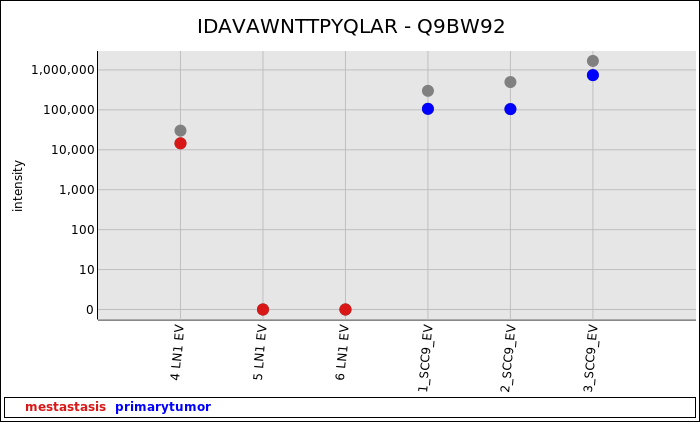 IDAVAWNTTPYQLAR - Q9BW92
1,000,000
100,000
10,000
1,000
100
10
0
intensity
4 LN1 EV
5 LN1 EV
6 LN1 EV
1_SCC9_EV
2_SCC9_EV
3_SCC9_EV
mestastasis primarytumor